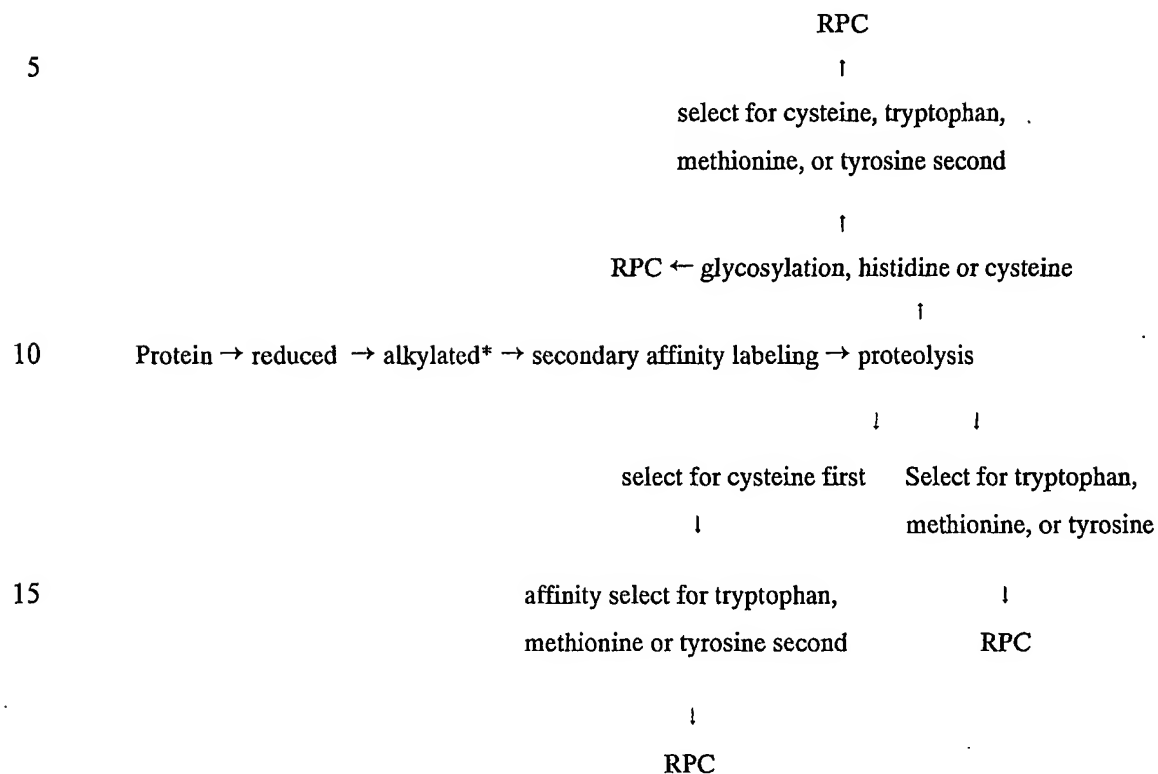 RPC
5 ↑
select for cysteine, tryptophan,
methionine, or tyrosine second
↑
RPC ← glycosylation, histidine or cysteine
↑
10 Protein → reduced → alkylated* → secondary affinity labeling → proteolysis
↓ ↓
select for cysteine first Select for tryptophan,
↓ methionine, or tyrosine
15 affinity select for tryptophan, ↓
methionine or tyrosine second RPC
↓
RPC